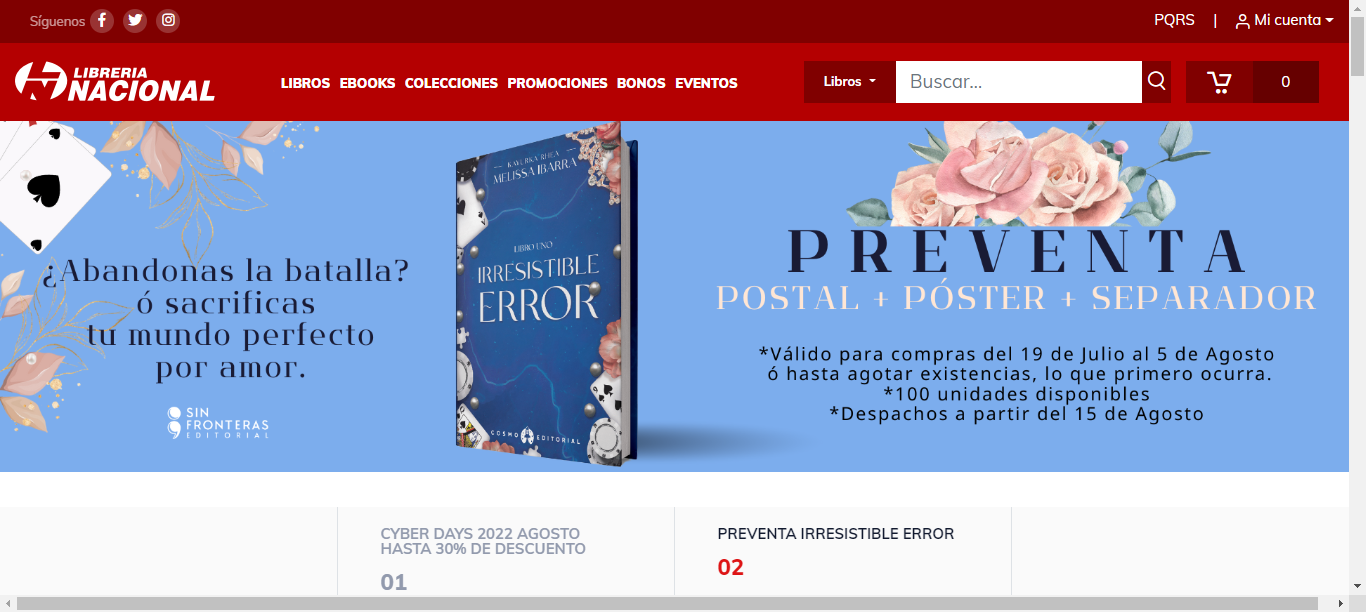 Síguenos
PQRS | Mi cuenta
LIBRERIA
NACIONAL
LIBROS EBOOKS COLECCIONES PROMOCIONES BONOS EVENTOS
Libros
Buscar...
0
¿Abandonas la batalla?
ó sacrificas
tu mundo perfecto
por amor.
SIN
FRONTERAS
EDITORIAL
MELISSA IBARRA
LIBRO UNO
IRRESISTIBLE
ERROR
COSMO EDITORIAL
PREVENTA
POSTAL + PÓSTER + SEPARADOR
*Válido para compras del 19 de Julio al 5 de Agosto
ó hasta agotar existencias, lo que primero ocurra.
*100 unidades disponibles
*Despachos a partir del 15 de Agosto
CYBER DAYS 2022 AGOSTO
HASTA 30% DE DESCUENTO
01
PREVENTA IRRESISTIBLE ERROR
02